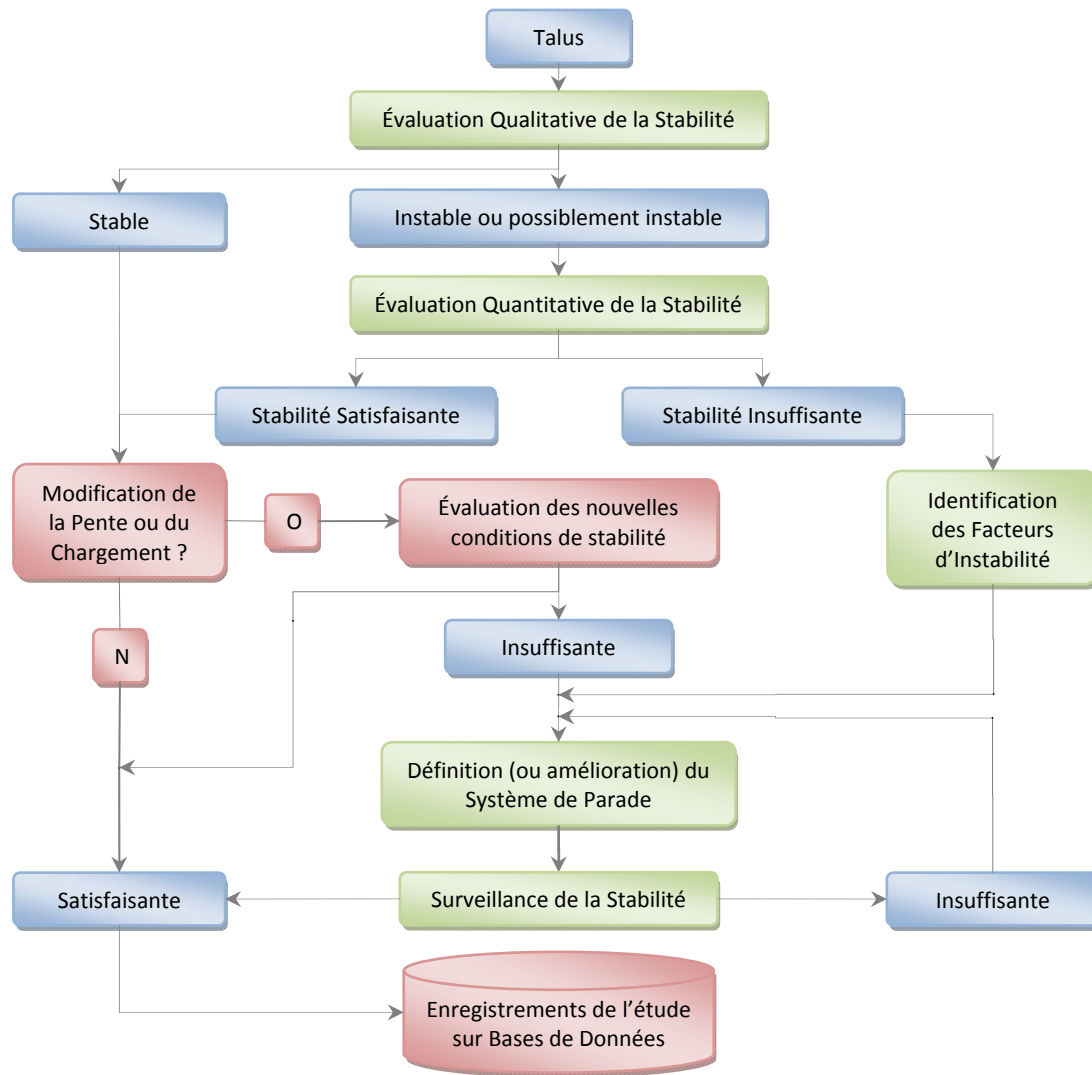 Talus
Évaluation Qualitative de la Stabilité
Stable
Instable ou possiblement instable
Évaluation Quantitative de la Stabilité
Stabilité Satisfaisante
Stabilité Insuffisante
Modification de
la Pente ou du
Chargement ?
O
Évaluation des nouvelles
conditions de stabilité
Identification
des Facteurs
d’Instabilité
N
Insuffisante
Définition (ou amélioration) du
Système de Parade
Satisfaisante
Surveillance de la Stabilité
Insuffisante
Enregistrements de l’étude
sur Bases de Données